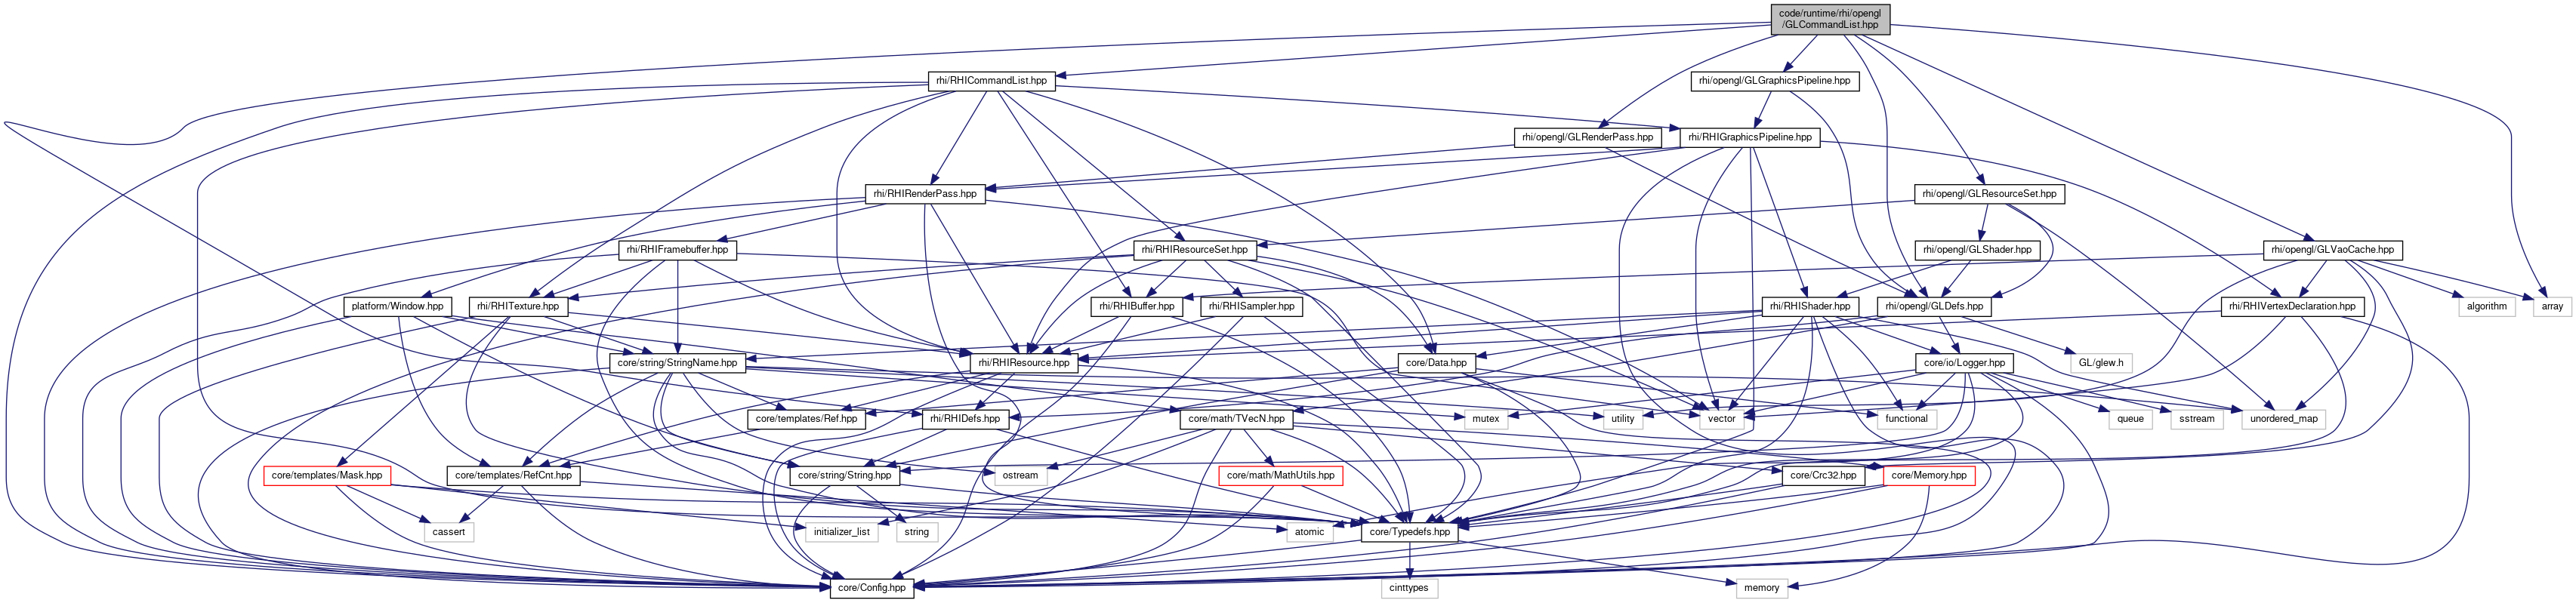 code/runtime/rhi/opengl
/GLCommandList.hpp
rhi/RHICommandList.hpp
rhi/opengl/GLGraphicsPipeline.hpp
rhi/opengl/GLRenderPass.hpp
rhi/RHIGraphicsPipeline.hpp
rhi/RHIRenderPass.hpp
rhi/opengl/GLResourceSet.hpp
rhi/RHIFramebuffer.hpp
rhi/RHIResourceSet.hpp
rhi/opengl/GLShader.hpp
rhi/opengl/GLVaoCache.hpp
platform/Window.hpp
rhi/RHITexture.hpp
rhi/RHIBuffer.hpp
rhi/RHISampler.hpp
rhi/RHIShader.hpp
rhi/opengl/GLDefs.hpp
rhi/RHIVertexDeclaration.hpp
algorithm
array
core/string/StringName.hpp
rhi/RHIResource.hpp
core/Data.hpp
core/io/Logger.hpp
GL/glew.h
core/templates/Ref.hpp
rhi/RHIDefs.hpp
core/math/TVecN.hpp
mutex
utility
vector
functional
queue
sstream
unordered_map
core/templates/Mask.hpp
core/templates/RefCnt.hpp
core/string/String.hpp
ostream
core/math/MathUtils.hpp
core/Crc32.hpp
core/Memory.hpp
cassert
initializer_list
string
atomic
core/Typedefs.hpp
core/Config.hpp
cinttypes
memory